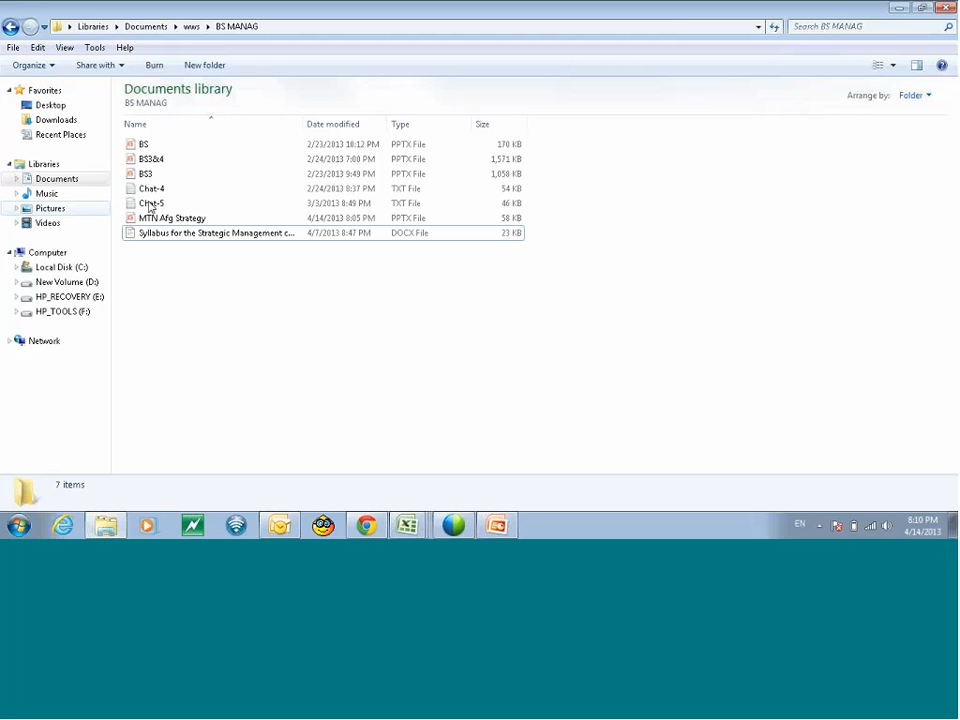 Libraries Documents wws BS MANAG
Search BS MANAG
File Edit View Tools Help
Organize Share with Burn New folder
Favorites
Desktop
Downloads
Recent Places
Libraries
Documents
Music
Pictures
Videos
Computer
Local Disk (C:)
New Volume (D:)
HP_RECOVERY (E:)
HP_TOOLS (F:)
Network
Documents library
BS MANAG
Arrange by: Folder
Name Date modified Type Size
BS 2/23/2013 10:12 PM PPTX File 170 KB
BS3&4 2/24/2013 7:00 PM PPTX File 1,571 KB
BS3 2/23/2013 9:49 PM PPTX File 1,058 KB
Chat-4 2/24/2013 8:37 PM TXT File 54 KB
Chat-5 3/3/2013 8:49 PM TXT File 46 KB
MTN Afg Strategy 4/14/2013 8:05 PM PPTX File 58 KB
Syllabus for the Strategic Management c... 4/7/2013 8:47 PM DOCX File 23 KB
7 items
EN
8:10 PM
4/14/2013